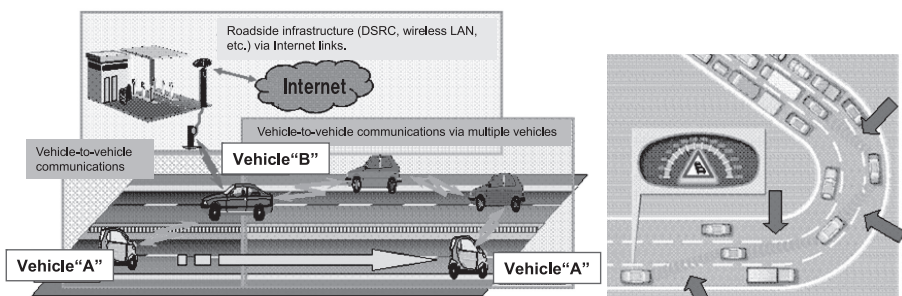 Roadside infrastructure (DSRC, wireless LAN,
etc.) via Internet links.
Internet
Vehicle-to-vehicle communications via multiple vehicles
Vehicle-to-vehicle
communications
Vehicle“B”
Vehicle“A”
Vehicle“A”